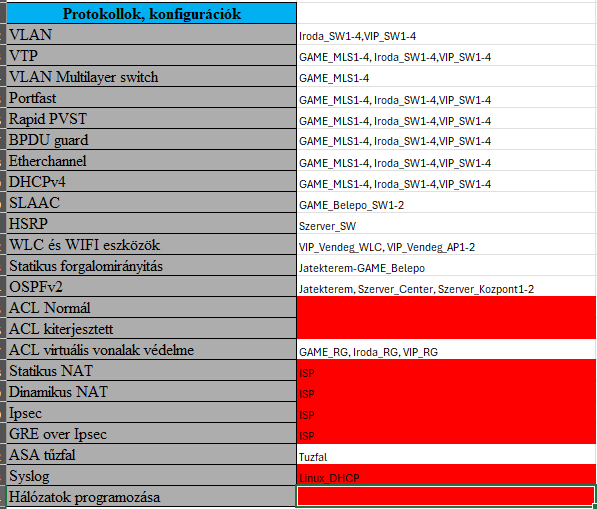 Protokollok, konfigurációk
VLAN Iroda_SW1-4,VIP_SW1-4
VTP GAME_MLS1-4, Iroda_SW1-4,VIP_SW1-4
VLAN Multilayer switch GAME_MLS1-4
Portfast GAME_MLS1-4, Iroda_SW1-4,VIP_SW1-4
Rapid PVST GAME_MLS1-4, Iroda_SW1-4,VIP_SW1-4
BPDU guard GAME_MLS1-4, Iroda_SW1-4,VIP_SW1-4
Etherchannel GAME_MLS1-4, Iroda_SW1-4,VIP_SW1-4
DHCPv4 GAME_MLS1-4, Iroda_SW1-4,VIP_SW1-4
SLAAC GAME_Belepo_SW1-2
HSRP Szerver_SW
WLC és WIFI eszközök VIP_Vendeg_WLC, VIP_Vendeg_AP1-2
Statikus forgalomirányitás Jatekterem-GAME_Belepo
OSPFv2 Jatekterem, Szerver_Center, Szerver_Kozpont1-2
ACL Normál
ACL kiterjesztett
ACL virtuális vonalak védelme GAME_RG, Iroda_RG, VIP_RG
Statikus NAT ISP
Dinamikus NAT ISP
Ipsec ISP
GRE over Ipsec ISP
ASA tűzfal Tuzfal
Syslog Linux_DHCP
Hálózatok programozása